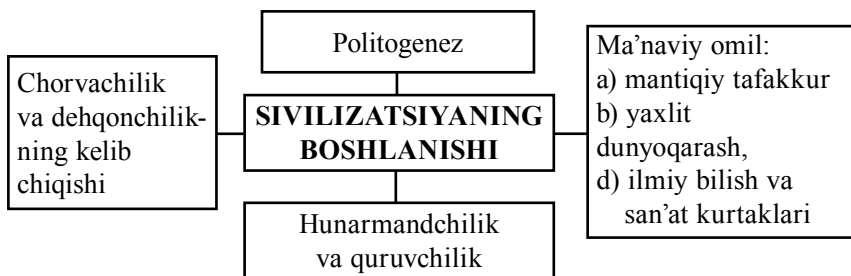 Politogenez
Chorvachilik
va dehqonchilik-
ning kelib
chiqishi
SIVILIZATSIYANING
BOSHLANISHI
Ma'naviy omil:
a) mantiqiy tafakkur
b) yaxlit
dunyoqarash,
d) ilmiy bilish va
san'at kurtaklari
Hunarmandchilik
va quruvchilik